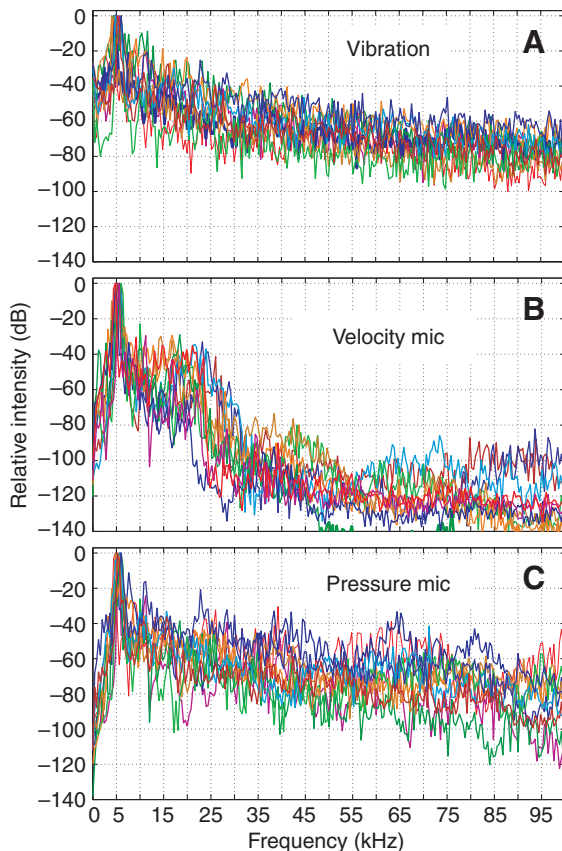 0
−20
−40
−60
−80
−100
−120
−140
Vibration
A
0
−20
−40
−60
−80
−100
−120
−140
Velocity mic
B
Relative intensity (dB)
0
−20
−40
−60
−80
−100
−120
−140
Pressure mic
C
0 5 15 25 35 45 55 65 75 85 95
Frequency (kHz)